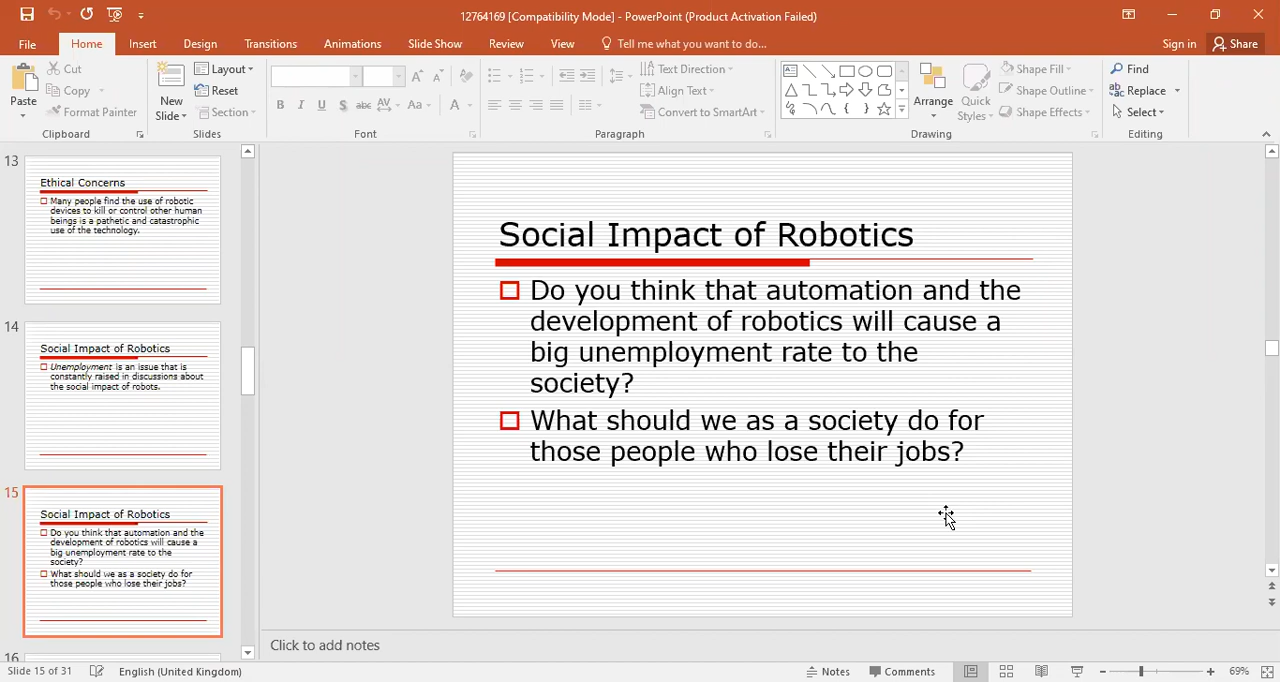 12764169 [Compatibility Mode] - PowerPoint (Product Activation Failed)
File Home Insert Design Transitions Animations Slide Show Review View Tell me what you want to do... Sign in Share
Paste
Cut
Copy
Format Painter
Clipboard
New
Slide
Layout
Reset
Section
Slides
B I U S abc AV Aa A
Font
Text Direction
Align Text
Convert to SmartArt
Paragraph
Arrange
Quick
Styles
Shape Fill
Shape Outline
Shape Effects
Drawing
Find
Replace
Select
Editing
13
Ethical Concerns
Many people find the use of robotic
devices to kill or control other human
beings is a pathetic and catastrophic
use of the technology.
14
Social Impact of Robotics
Unemployment is an issue that is
constantly raised in discussions about
the social impact of robots.
15
Social Impact of Robotics
Do you think that automation and the
development of robotics will cause a
big unemployment rate to the
society?
What should we as a society do for
those people who lose their jobs?
16
Social Impact of Robotics
Do you think that automation and the
development of robotics will cause a
big unemployment rate to the
society?
What should we as a society do for
those people who lose their jobs?
Click to add notes
Slide 15 of 31 English (United Kingdom) Notes Comments 69%